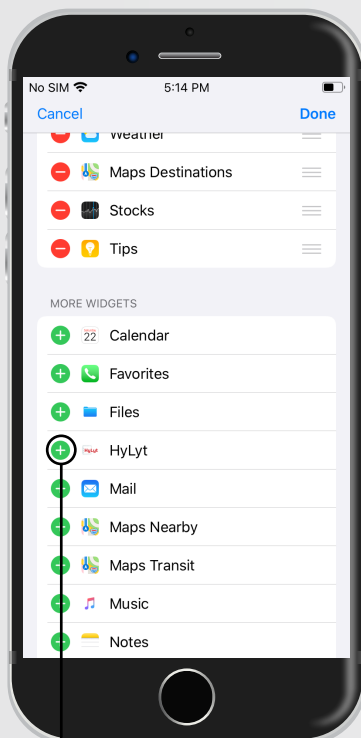 No SIM 5:14 PM
Cancel Done
Weather
Maps Destinations
Stocks
Tips
MORE WIDGETS
22 Calendar
Favorites
Files
HyLyt HyLyt
Mail
Maps Nearby
Maps Transit
Music
Notes